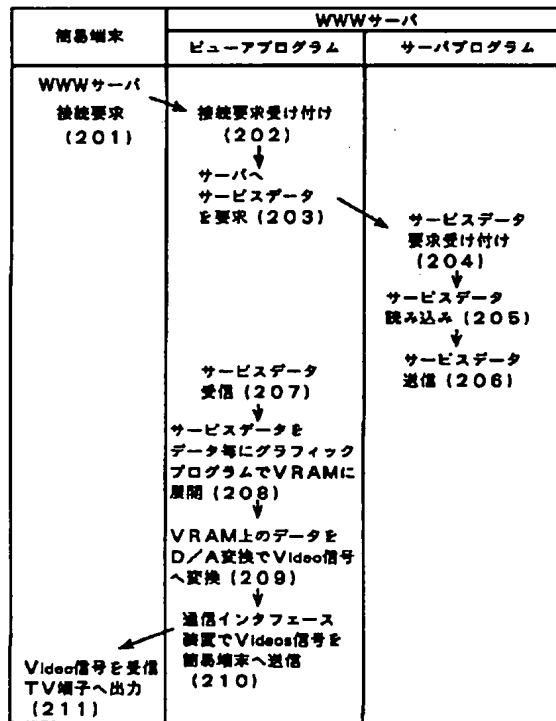 簡易端末
WWWサーバ
ビューアプログラム
サーバプログラム
WWWサーバ
接続要求
(201)
接続要求受け付け
(202)
サーバへ
サービスデータ
を要求(203)
サービスデータ
要求受け付け
(204)
サービスデータ
読み込み(205)
サービスデータ
送信(206)
サービスデータ
受信(207)
サービスデータを
データ毎にグラフィック
プログラムでVRAMに
展開(208)
VRAM上のデータを
D/A変換でVideo信号
へ変換(209)
通信インタフェース
装置でVideos信号を
簡易端末へ送信
(210)
Video信号を受信
TV端子へ出力
(211)